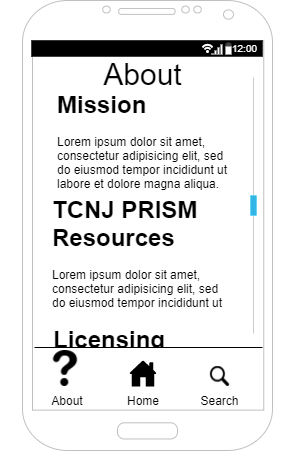 12:00
About
Mission
Lorem ipsum dolor sit amet,
consectetur adipisicing elit, sed
do eiusmod tempor incididunt ut
labore et dolore magna aliqua.
TCNJ PRISM
Resources
Lorem ipsum dolor sit amet,
consectetur adipisicing elit, sed
do eiusmod tempor incididunt ut
Licensing
?
About
Home
Search